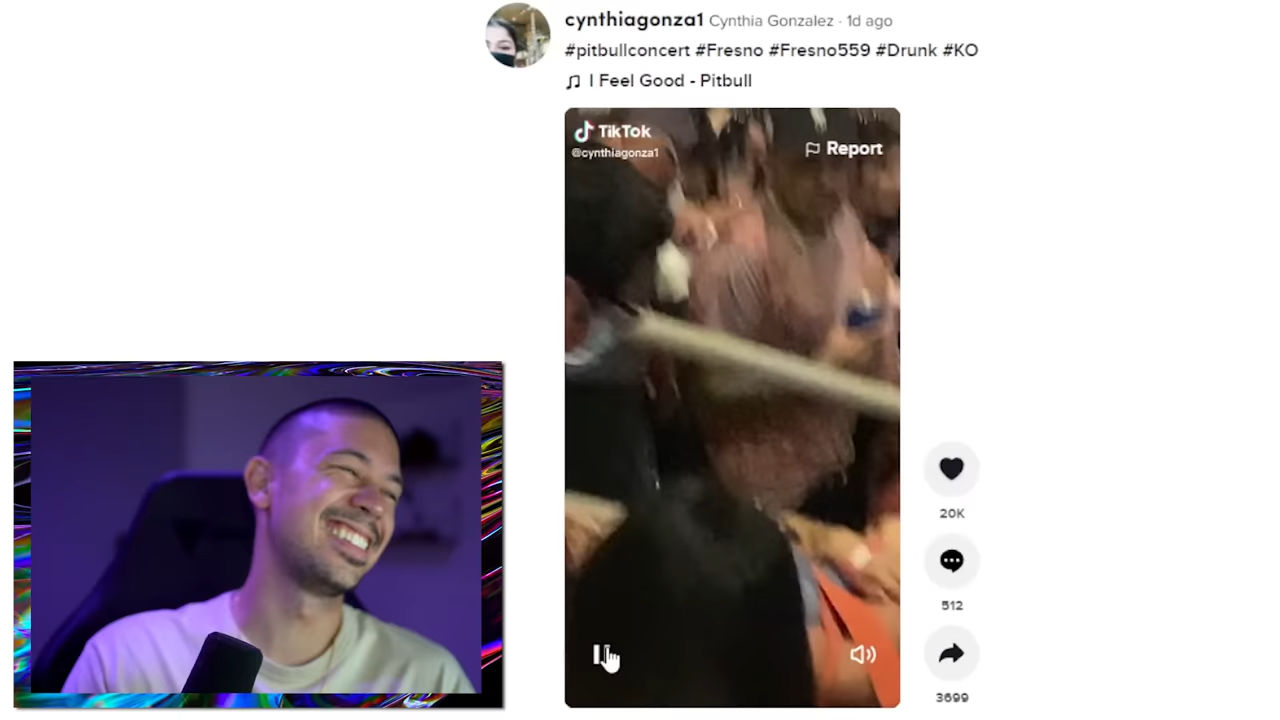 cynthiagonza1 Cynthia Gonzalez · 1d ago
#pitbullconcert #Fresno #Fresno559 #Drunk #KO
I Feel Good - Pitbull
TikTok
@cynthiagonza1
Report
20K
512
3699